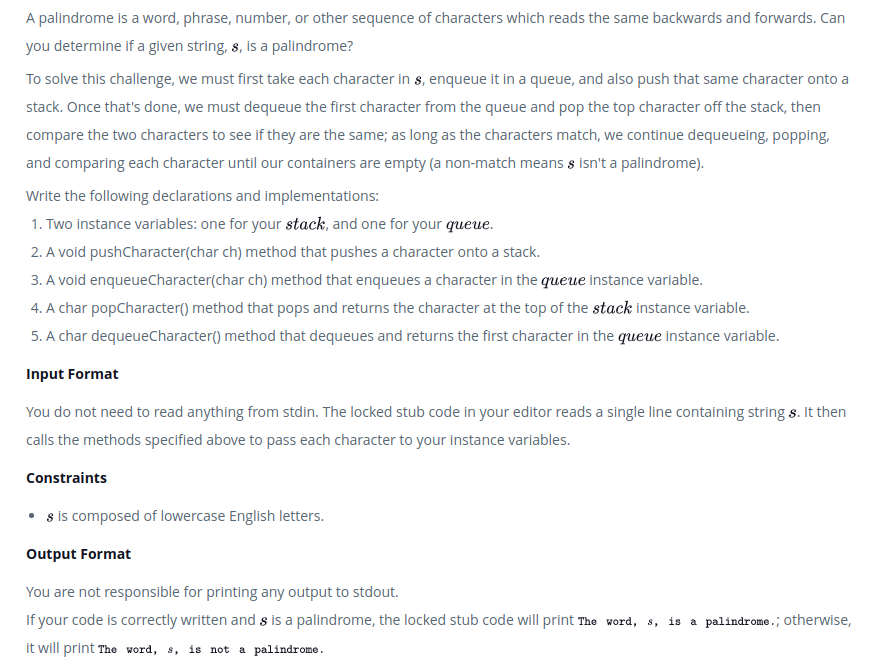 A palindrome is a word, phrase, number, or other sequence of characters which reads the same backwards and forwards. Can
you determine if a given string, s, is a palindrome?
To solve this challenge, we must first take each character in s, enqueue it in a queue, and also push that same character onto a
stack. Once that's done, we must dequeue the first character from the queue and pop the top character off the stack, then
compare the two characters to see if they are the same; as long as the characters match, we continue dequeueing, popping,
and comparing each character until our containers are empty (a non-match means s isn't a palindrome).
Write the following declarations and implementations:
1. Two instance variables: one for your stack, and one for your queue.
2. A void pushCharacter(char ch) method that pushes a character onto a stack.
3. A void enqueueCharacter(char ch) method that enqueues a character in the queue instance variable.
4. A char popCharacter() method that pops and returns the character at the top of the stack instance variable.
5. A char dequeueCharacter() method that dequeues and returns the first character in the queue instance variable.
Input Format
You do not need to read anything from stdin. The locked stub code in your editor reads a single line containing string s. It then
calls the methods specified above to pass each character to your instance variables.
Constraints
• s is composed of lowercase English letters.
Output Format
You are not responsible for printing any output to stdout.
If your code is correctly written and s is a palindrome, the locked stub code will print The word, s, is a palindrome.; otherwise,
it will print The word, s, is not a palindrome.